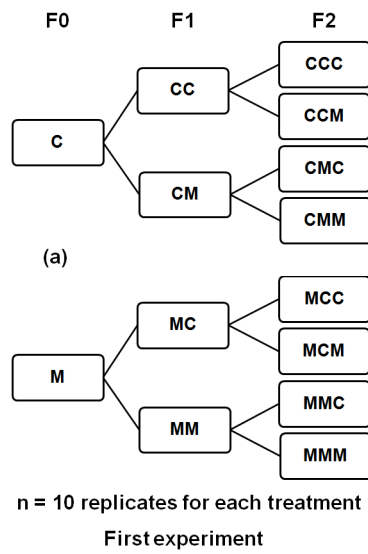 F0 F1 F2
CCC
CC
CCM
C
CMC
CM
CMM
(a)
MCC
MC
MCM
M
MMC
MM
MMM
n = 10 replicates for each treatment
First experiment